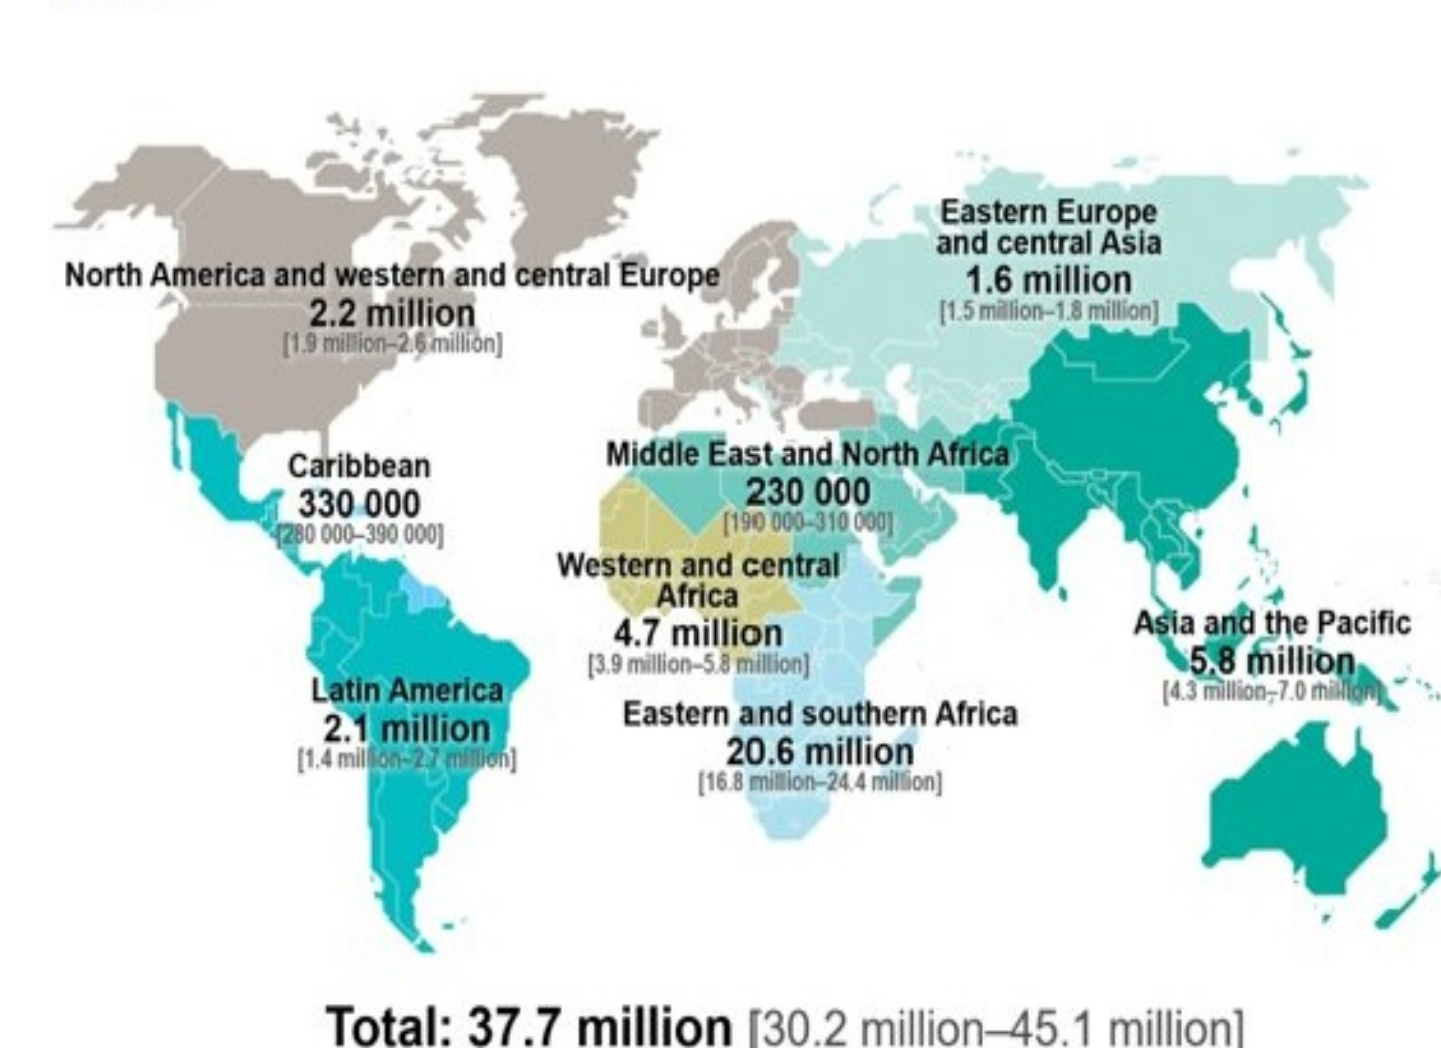 Eastern Europe
and central Asia
1.6 million
[1.5 million–1.8 million]
North America and western and central Europe
2.2 million
[1.9 million–2.6 million]
Middle East and North Africa
230 000
[190 000–310 000]
Caribbean
330 000
[280 000–390 000]
Western and central
Africa
4.7 million
[3.9 million–5.8 million]
Asia and the Pacific
5.8 million
[4.3 million–7.0 million]
Latin America
2.1 million
[1.4 million–2.7 million]
Eastern and southern Africa
20.6 million
[16.8 million–24.4 million]
Total: 37.7 million [30.2 million–45.1 million]